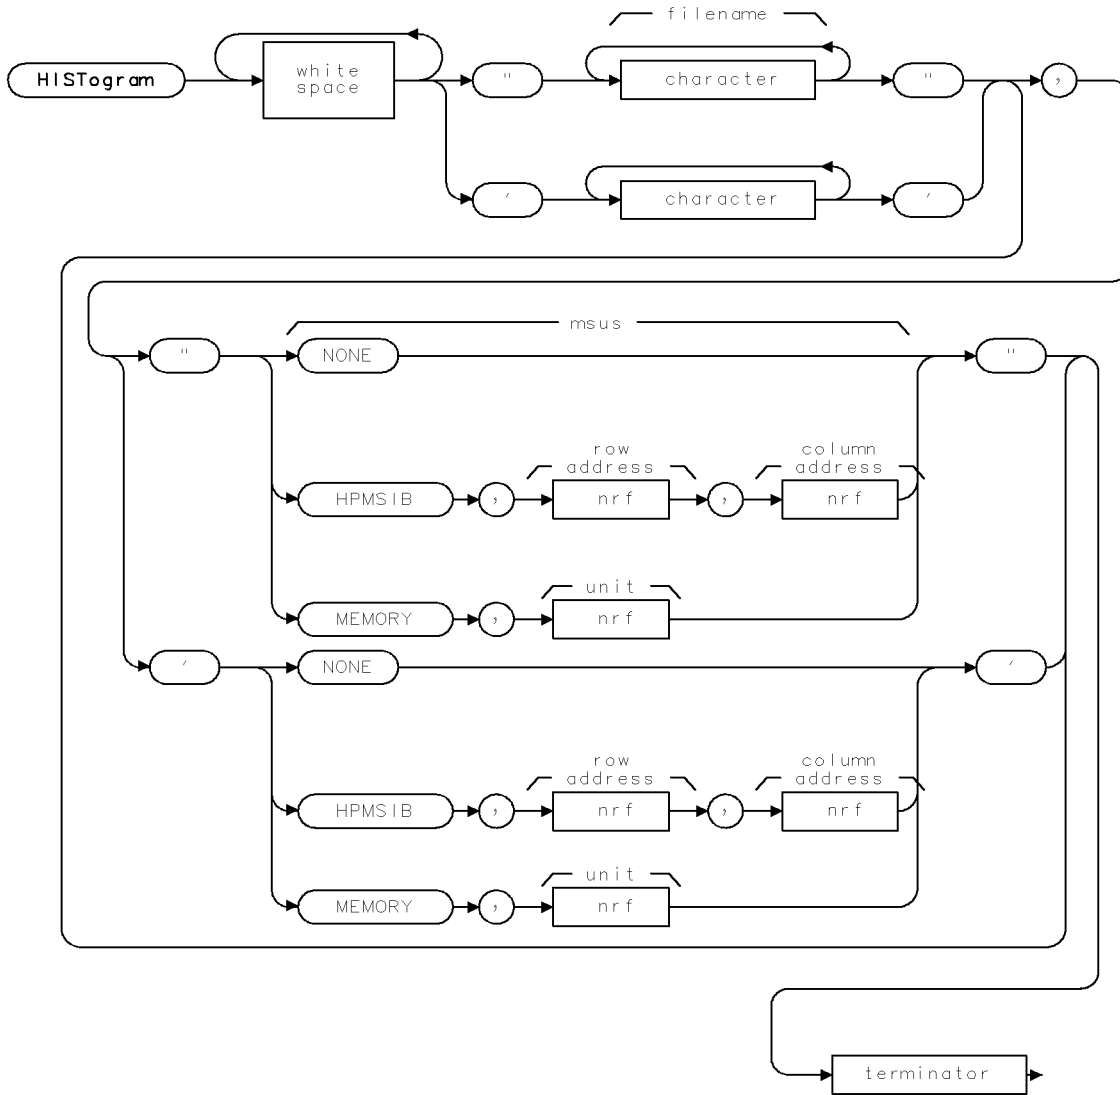 filename
HISTogram
white
space
"
character
"
,
'
character
'
msus
"
NONE
"
row
address
column
address
HPMSIB
,
nrf
,
nrf
unit
MEMORY
,
nrf
'
NONE
'
row
address
column
address
HPMSIB
,
nrf
,
nrf
unit
MEMORY
,
nrf
terminator